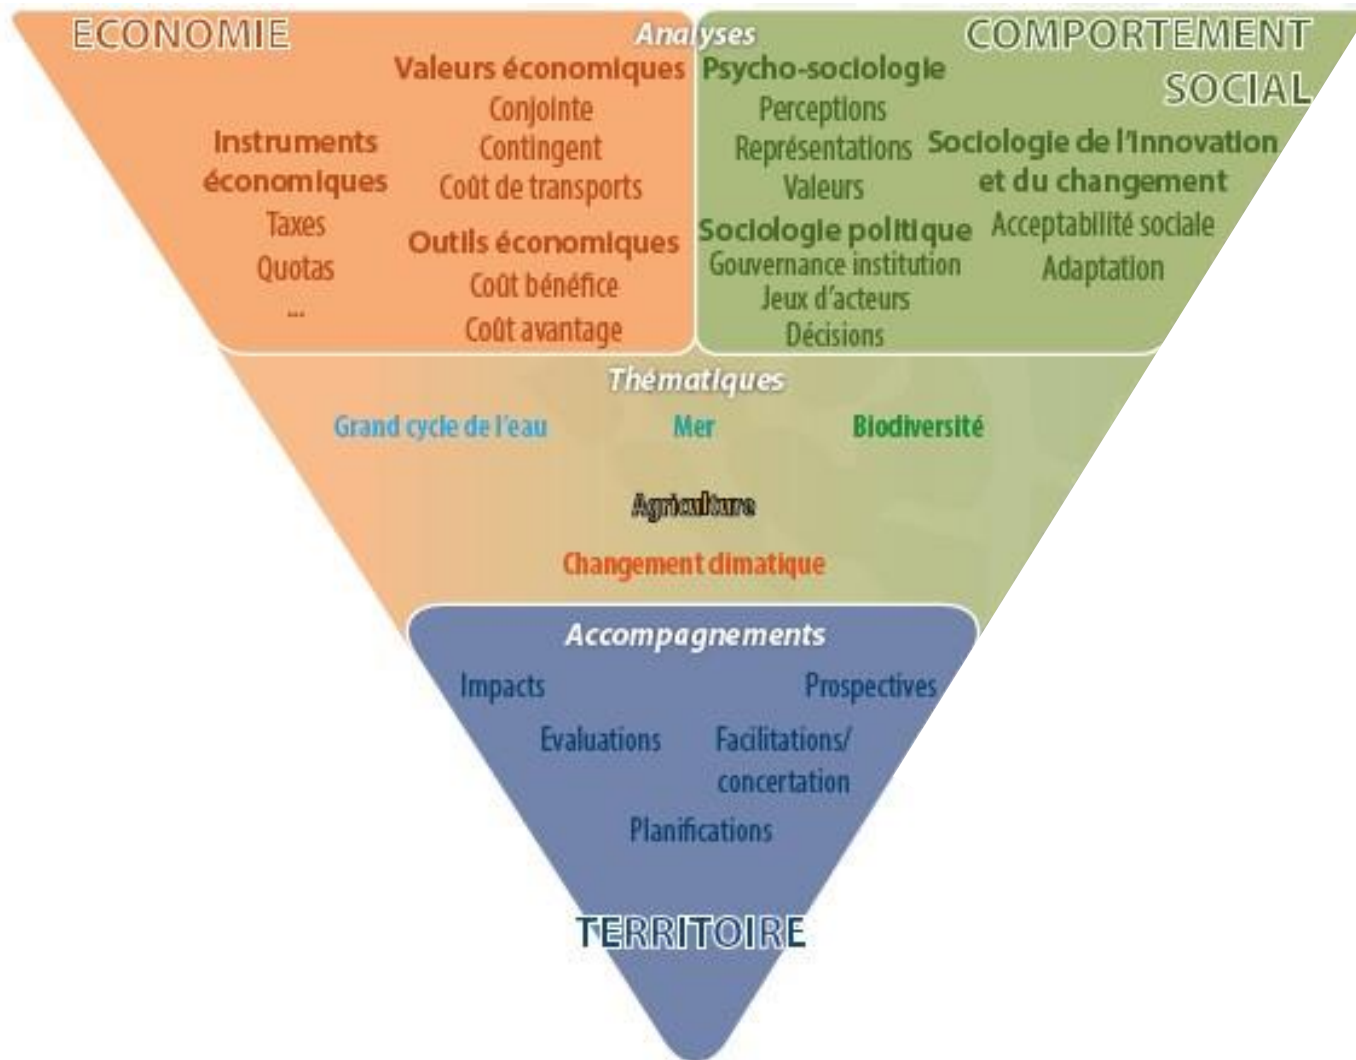 ECONOMIE
Analyses
COMPORTEMENT
SOCIAL
Valeurs économiques
Conjointe
Contingent
Coût de transports
Instruments
économiques
Taxes
Quotas
...
Outils économiques
Coût bénéfice
Coût avantage
Psycho-sociologie
Perceptions
Représentations
Valeurs
Sociologie de l'Innovation
et du changement
Acceptabilité sociale
Adaptation
Sociologie politique
Gouvernance institution
Jeux d'acteurs
Décisions
Thématiques
Grand cycle de l'eau
Mer
Biodiversité
Agriculture
Changement climatique
Accompagnements
Impacts
Prospectives
Evaluations
Facilitations/
concertation
Planifications
TERRITOIRE